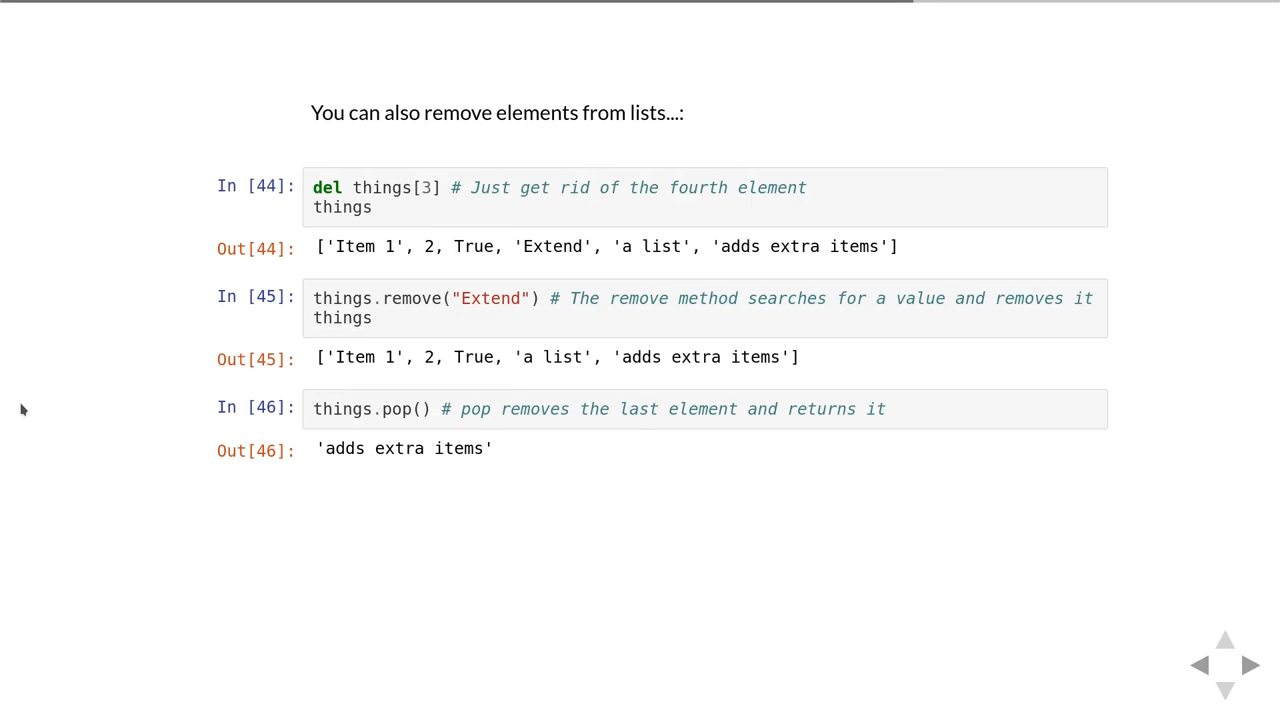 You can also remove elements from lists...:
In [44]: del things[3] # Just get rid of the fourth element
things
Out[44]: ['Item 1', 2, True, 'Extend', 'a list', 'adds extra items']
In [45]: things.remove("Extend") # The remove method searches for a value and removes it
things
Out[45]: ['Item 1', 2, True, 'a list', 'adds extra items']
In [46]: things.pop() # pop removes the last element and returns it
Out[46]: 'adds extra items'